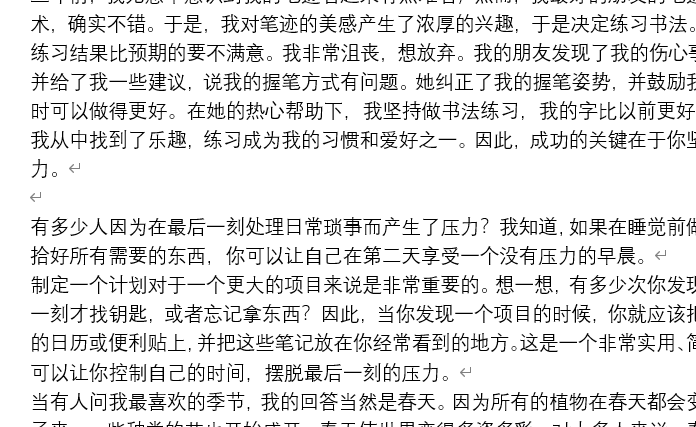 术，确实不错。于是，我对笔迹的美感产生了浓厚的兴趣，于是决定练习书法。
练习结果比预期的要不满意。我非常沮丧，想放弃。我的朋友发现了我的伤心事
并给了我一些建议，说我的握笔方式有问题。她纠正了我的握笔姿势，并鼓励我
时可以做得更好。在她的热心帮助下，我坚持做书法练习，我的字比以前更好
我从中找到了乐趣，练习成为我的习惯和爱好之一。因此，成功的关键在于你坚
力。
有多少人因为在最后一刻处理日常琐事而产生了压力？我知道，如果在睡觉前做
拾好所有需要的东西，你可以让自己在第二天享受一个没有压力的早晨。
制定一个计划对于一个更大的项目来说是非常重要的。想一想，有多少次你发现
一刻才找钥匙，或者忘记拿东西？因此，当你发现一个项目的时候，你就应该把
的日历或便利贴上，并把这些笔记放在你经常看到的地方。这是一个非常实用、简
可以让你控制自己的时间，摆脱最后一刻的压力。
当有人问我最喜欢的季节，我的回答当然是春天。因为所有的植物在春天都会变